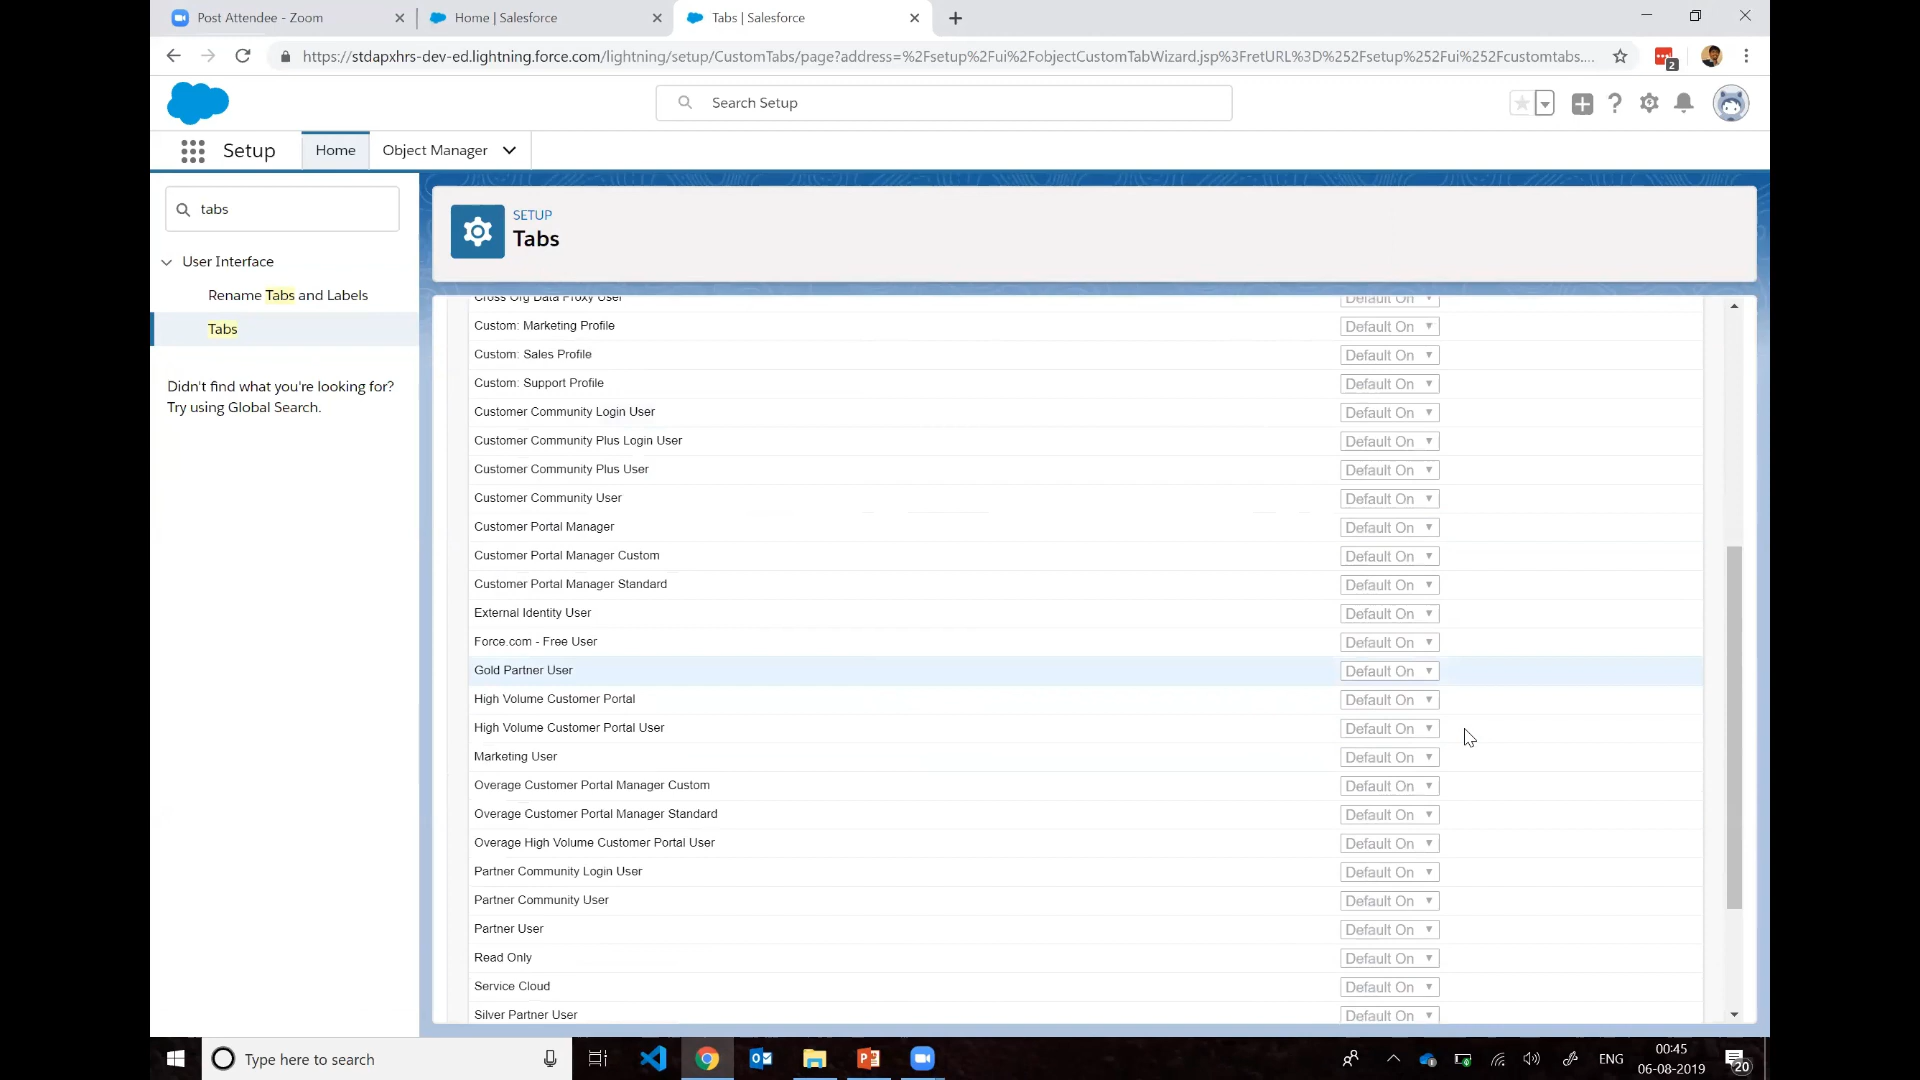 Post Attendee - Zoom
Home | Salesforce
Tabs | Salesforce
https://stdapxhrs-dev-ed.lightning.force.com/lightning/setup/CustomTabs/page?address=%2Fsetup%2Fui%2FobjectCustomTabWizard.jsp%3FretURL%3D%252Fsetup%252Fui%252Fcustomtabs....
2
Search Setup
Setup
Home
Object Manager
tabs
User Interface
Rename Tabs and Labels
Tabs
Didn't find what you're looking for?
Try using Global Search.
SETUP
Tabs
Cross Org Data Proxy User Default On
Custom: Marketing Profile Default On
Custom: Sales Profile Default On
Custom: Support Profile Default On
Customer Community Login User Default On
Customer Community Plus Login User Default On
Customer Community Plus User Default On
Customer Community User Default On
Customer Portal Manager Default On
Customer Portal Manager Custom Default On
Customer Portal Manager Standard Default On
External Identity User Default On
Force.com - Free User Default On
Gold Partner User Default On
High Volume Customer Portal Default On
High Volume Customer Portal User Default On
Marketing User Default On
Overage Customer Portal Manager Custom Default On
Overage Customer Portal Manager Standard Default On
Overage High Volume Customer Portal User Default On
Partner Community Login User Default On
Partner Community User Default On
Partner User Default On
Read Only Default On
Service Cloud Default On
Silver Partner User Default On
Type here to search
ENG
00:45
06-08-2019
20